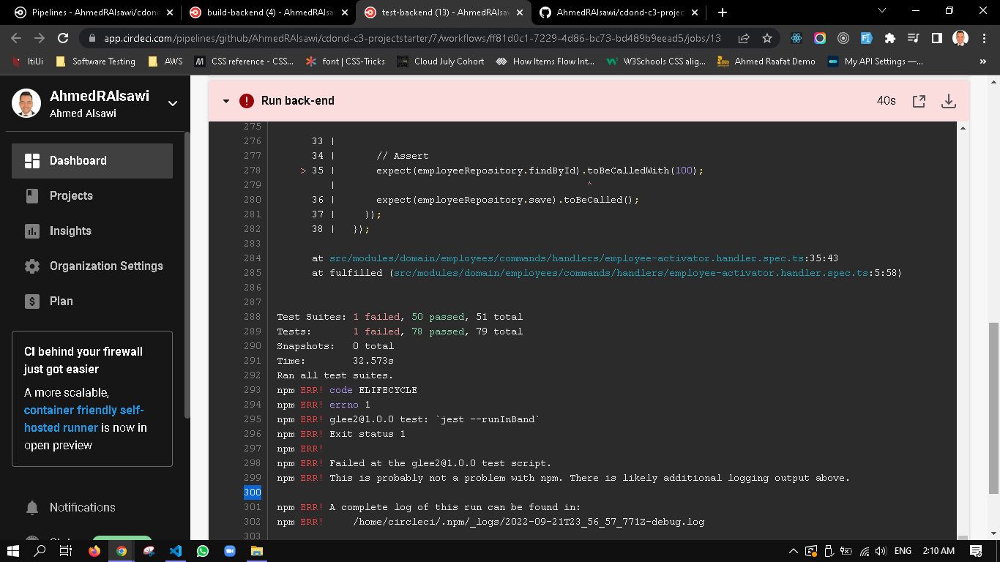 Pipelines - AhmedRAlsawi/cdond
build-backend (4) - AhmedRAlsaw
test-backend (13) - AhmedRAlsaw
AhmedRAlsawi/cdond-c3-projec
app.circleci.com/pipelines/github/AhmedRAlsawi/cdond-c3-projectstarter/7/workflows/ff81d0c1-7229-4d86-bc73-bd489b9eead5/jobs/13
ItiUi
Software Testing
AWS
CSS reference - CSS...
font | CSS-Tricks
Cloud July Cohort
How Items Flow Int...
W3Schools CSS alig...
Ahmed Raafat Demo
My API Settings —...
»
AhmedRAlsawi
Ahmed Alsawi
Dashboard
Projects
Insights
Organization Settings
Plan
CI behind your firewall
just got easier
A more scalable,
container friendly self-
hosted runner is now in
open preview
Notifications
Run back-end
40s
275
276 33 |
277 34 | // Assert
278 > 35 | expect(employeeRepository.findById).toBeCalledWith(100);
279 | ^
280 36 | expect(employeeRepository.save).toBeCalled();
281 37 | });
282 38 | });
283
284 at src/modules/domain/employees/commands/handlers/employee-activator.handler.spec.ts:35:43
285 at fulfilled (src/modules/domain/employees/commands/handlers/employee-activator.handler.spec.ts:5:58)
286
287
288 Test Suites: 1 failed, 50 passed, 51 total
289 Tests: 1 failed, 78 passed, 79 total
290 Snapshots: 0 total
291 Time: 32.573s
292 Ran all test suites.
293 npm ERR! code ELIFECYCLE
294 npm ERR! errno 1
295 npm ERR! glee2@1.0.0 test: `jest --runInBand`
296 npm ERR! Exit status 1
297 npm ERR!
298 npm ERR! Failed at the glee2@1.0.0 test script.
299 npm ERR! This is probably not a problem with npm. There is likely additional logging output above.
300
301 npm ERR! A complete log of this run can be found in:
302 npm ERR! /home/circleci/.npm/_logs/2022-09-21T23_56_57_771Z-debug.log
303
ENG
2:10 AM